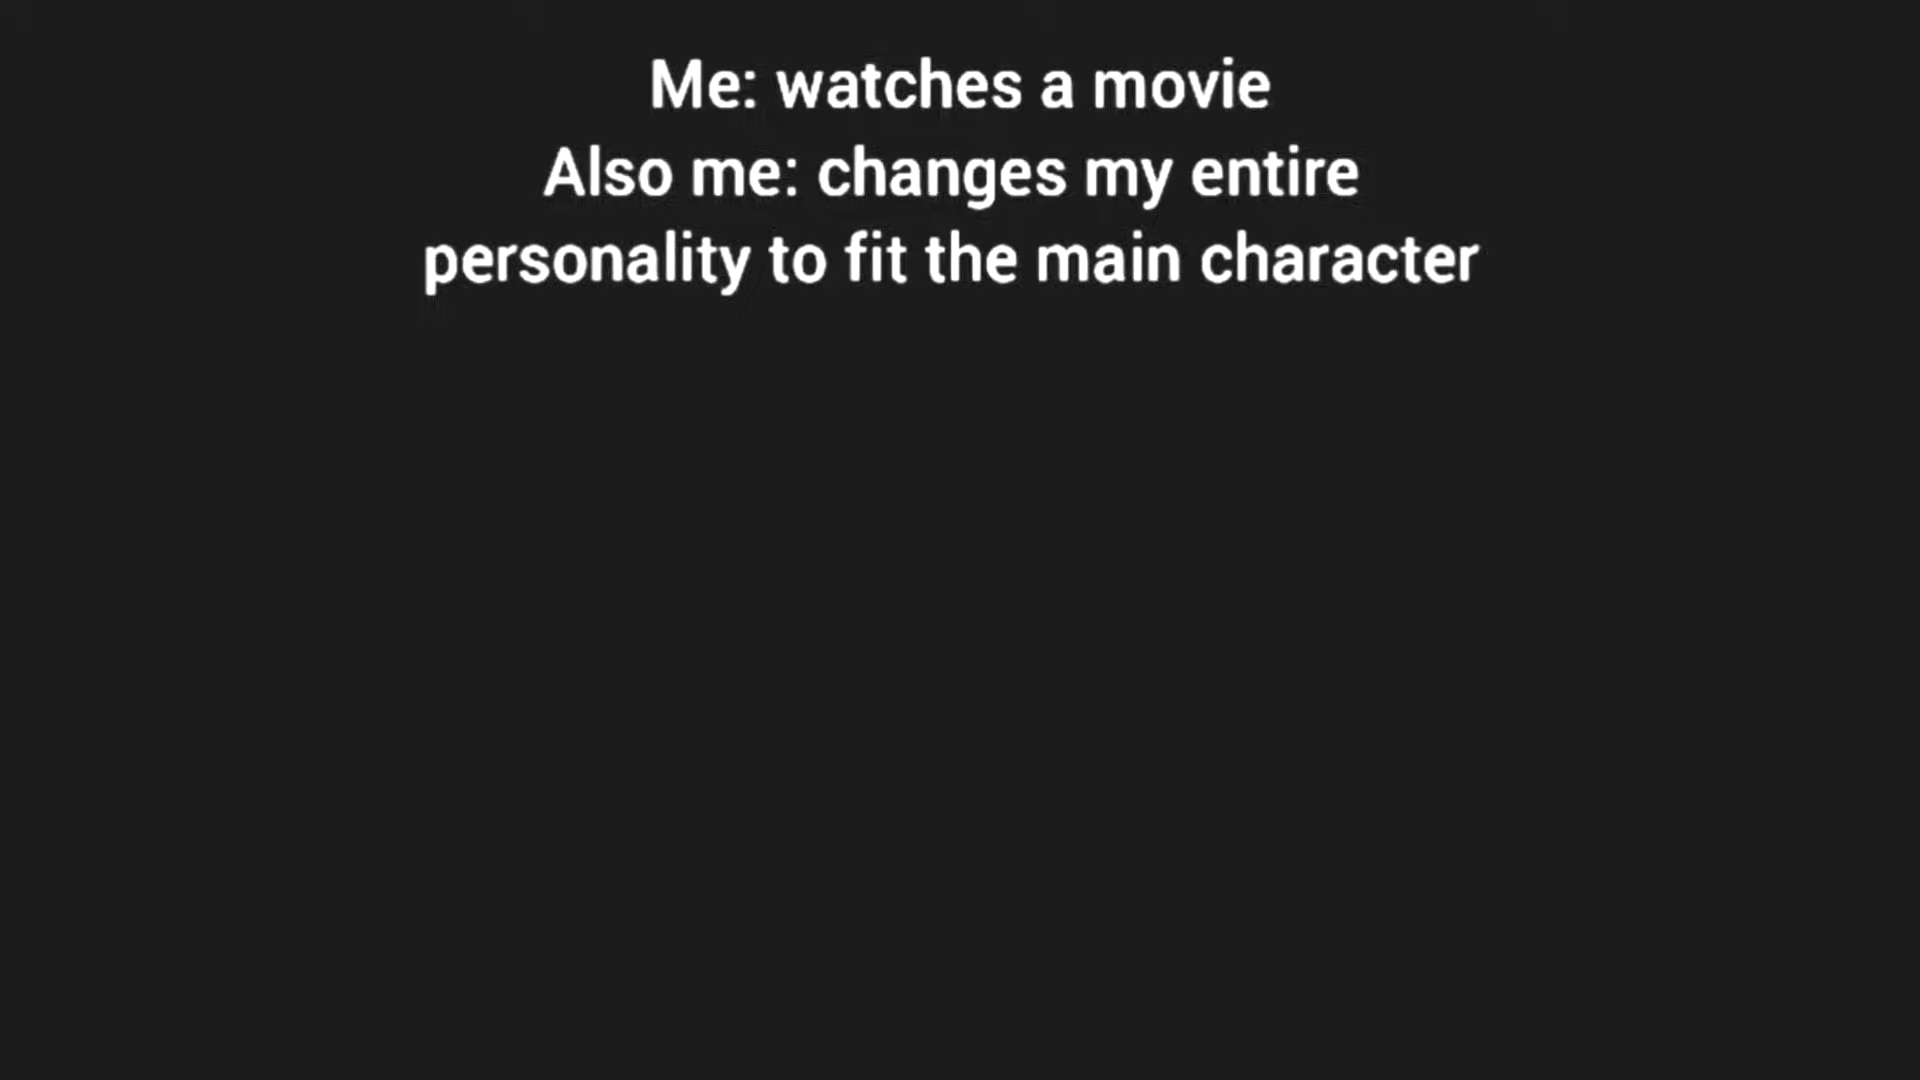 Me: watches a movie
Also me: changes my entire
personality to fit the main character